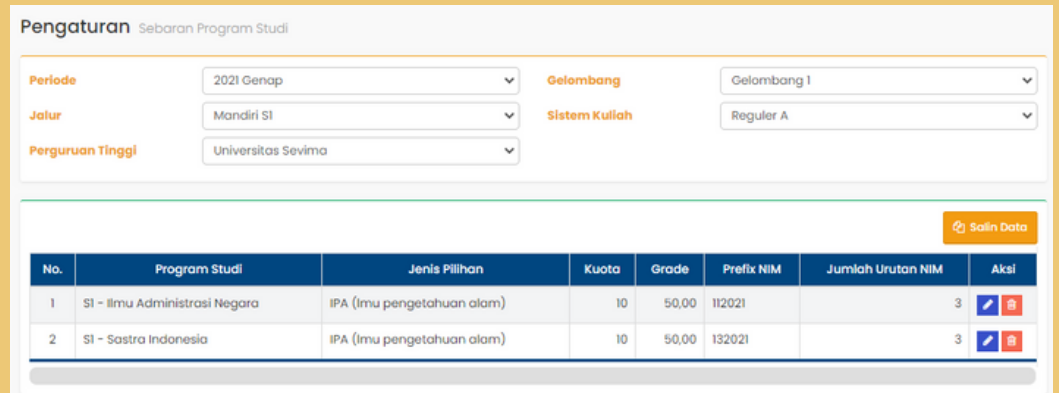 Pengaturan Sebaran Program Studi
Periode 2021 Genap Gelombang Gelombang 1
Jalur Mandiri S1 Sistem Kuliah Reguler A
Perguruan Tinggi Universitas Sevima
Salin Data
No. Program Studi Jenis Pilihan Kuota Grade Prefix NIM Jumlah Urutan NIM Aksi
1 S1 - Ilmu Administrasi Negara IPA (Imu pengetahuan alam) 10 50,00 112021 3
2 S1 - Sastra Indonesia IPA (Imu pengetahuan alam) 10 50,00 132021 3